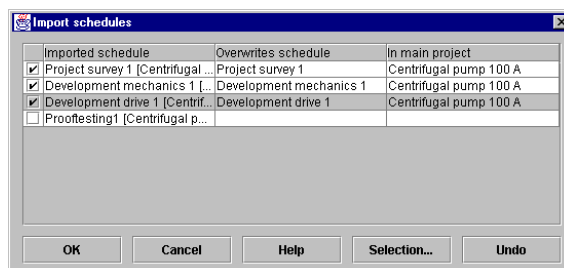 Import schedules
Imported schedule Overwrites schedule In main project
Project survey 1 [Centrifugal ... Project survey 1 Centrifugal pump 100 A
Development mechanics 1 [... Development mechanics 1 Centrifugal pump 100 A
Development drive 1 [Centrif... Development drive 1 Centrifugal pump 100 A
Prooftesting1 [Centrifugal p...
OK Cancel Help Selection... Undo